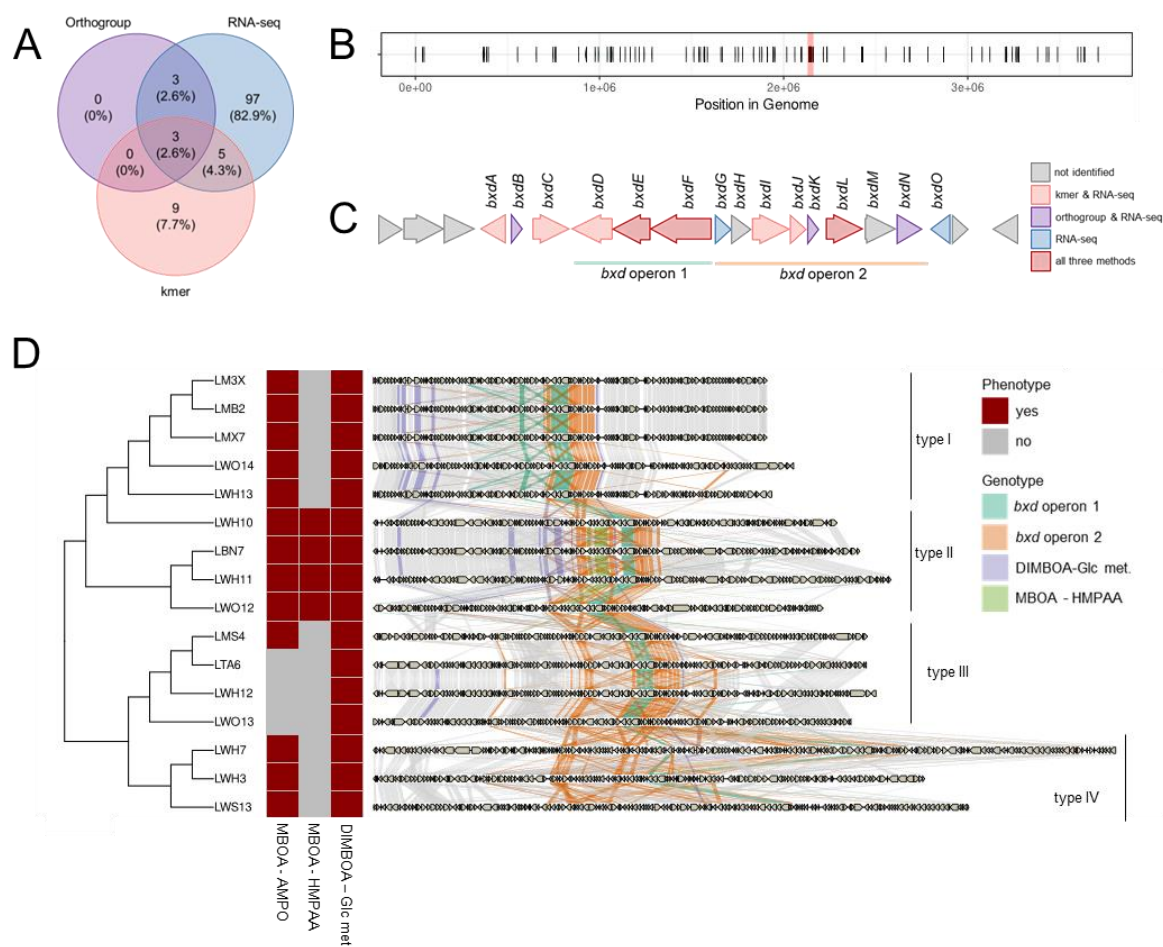 A
Orthogroup
RNA-seq
3
(2.6%)
0
(0%)
97
(82.9%)
3
(2.6%)
0
(0%)
5
(4.3%)
9
(7.7%)
kmer
B
0e+00
1e+06
2e+06
3e+06
Position in Genome
C
bxdA
bxdB
bxdC
bxdD
bxdE
bxdF
bxdG
bxdH
bxdI
bxdJ
bxdK
bxdL
bxdM
bxdN
bxdO
bxd operon 1
bxd operon 2
not identified
kmer & RNA-seq
orthogroup & RNA-seq
RNA-seq
all three methods
D
LM3X
LMB2
LMX7
LWO14
LWH13
LWH10
LBN7
LWH11
LWO12
LMS4
LTA6
LWH12
LWO13
LWH7
LWH3
LWS13
MBOA - AMPO
MBOA - HMPAA
DIMBOA – Glc met
type I
type II
type III
type IV
Phenotype
yes
no
Genotype
bxd operon 1
bxd operon 2
DIMBOA-Glc met.
MBOA - HMPAA